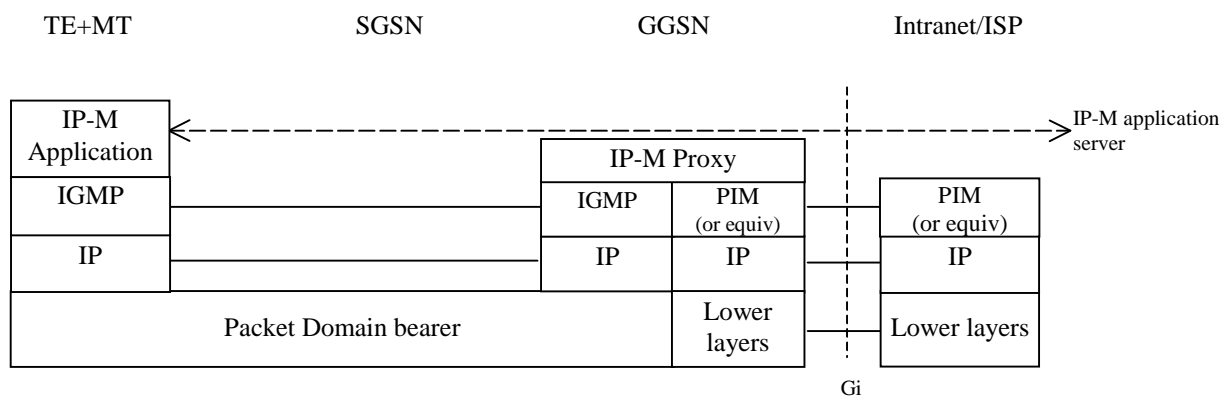 TE+MT SGSN GGSN Intranet/ISP
IP-M
Application
IP-M application
server
IP-M Proxy
IGMP IGMP PIM
(or equiv) PIM
(or equiv)
IP IP IP IP
Packet Domain bearer Lower
layers Lower layers
Gi